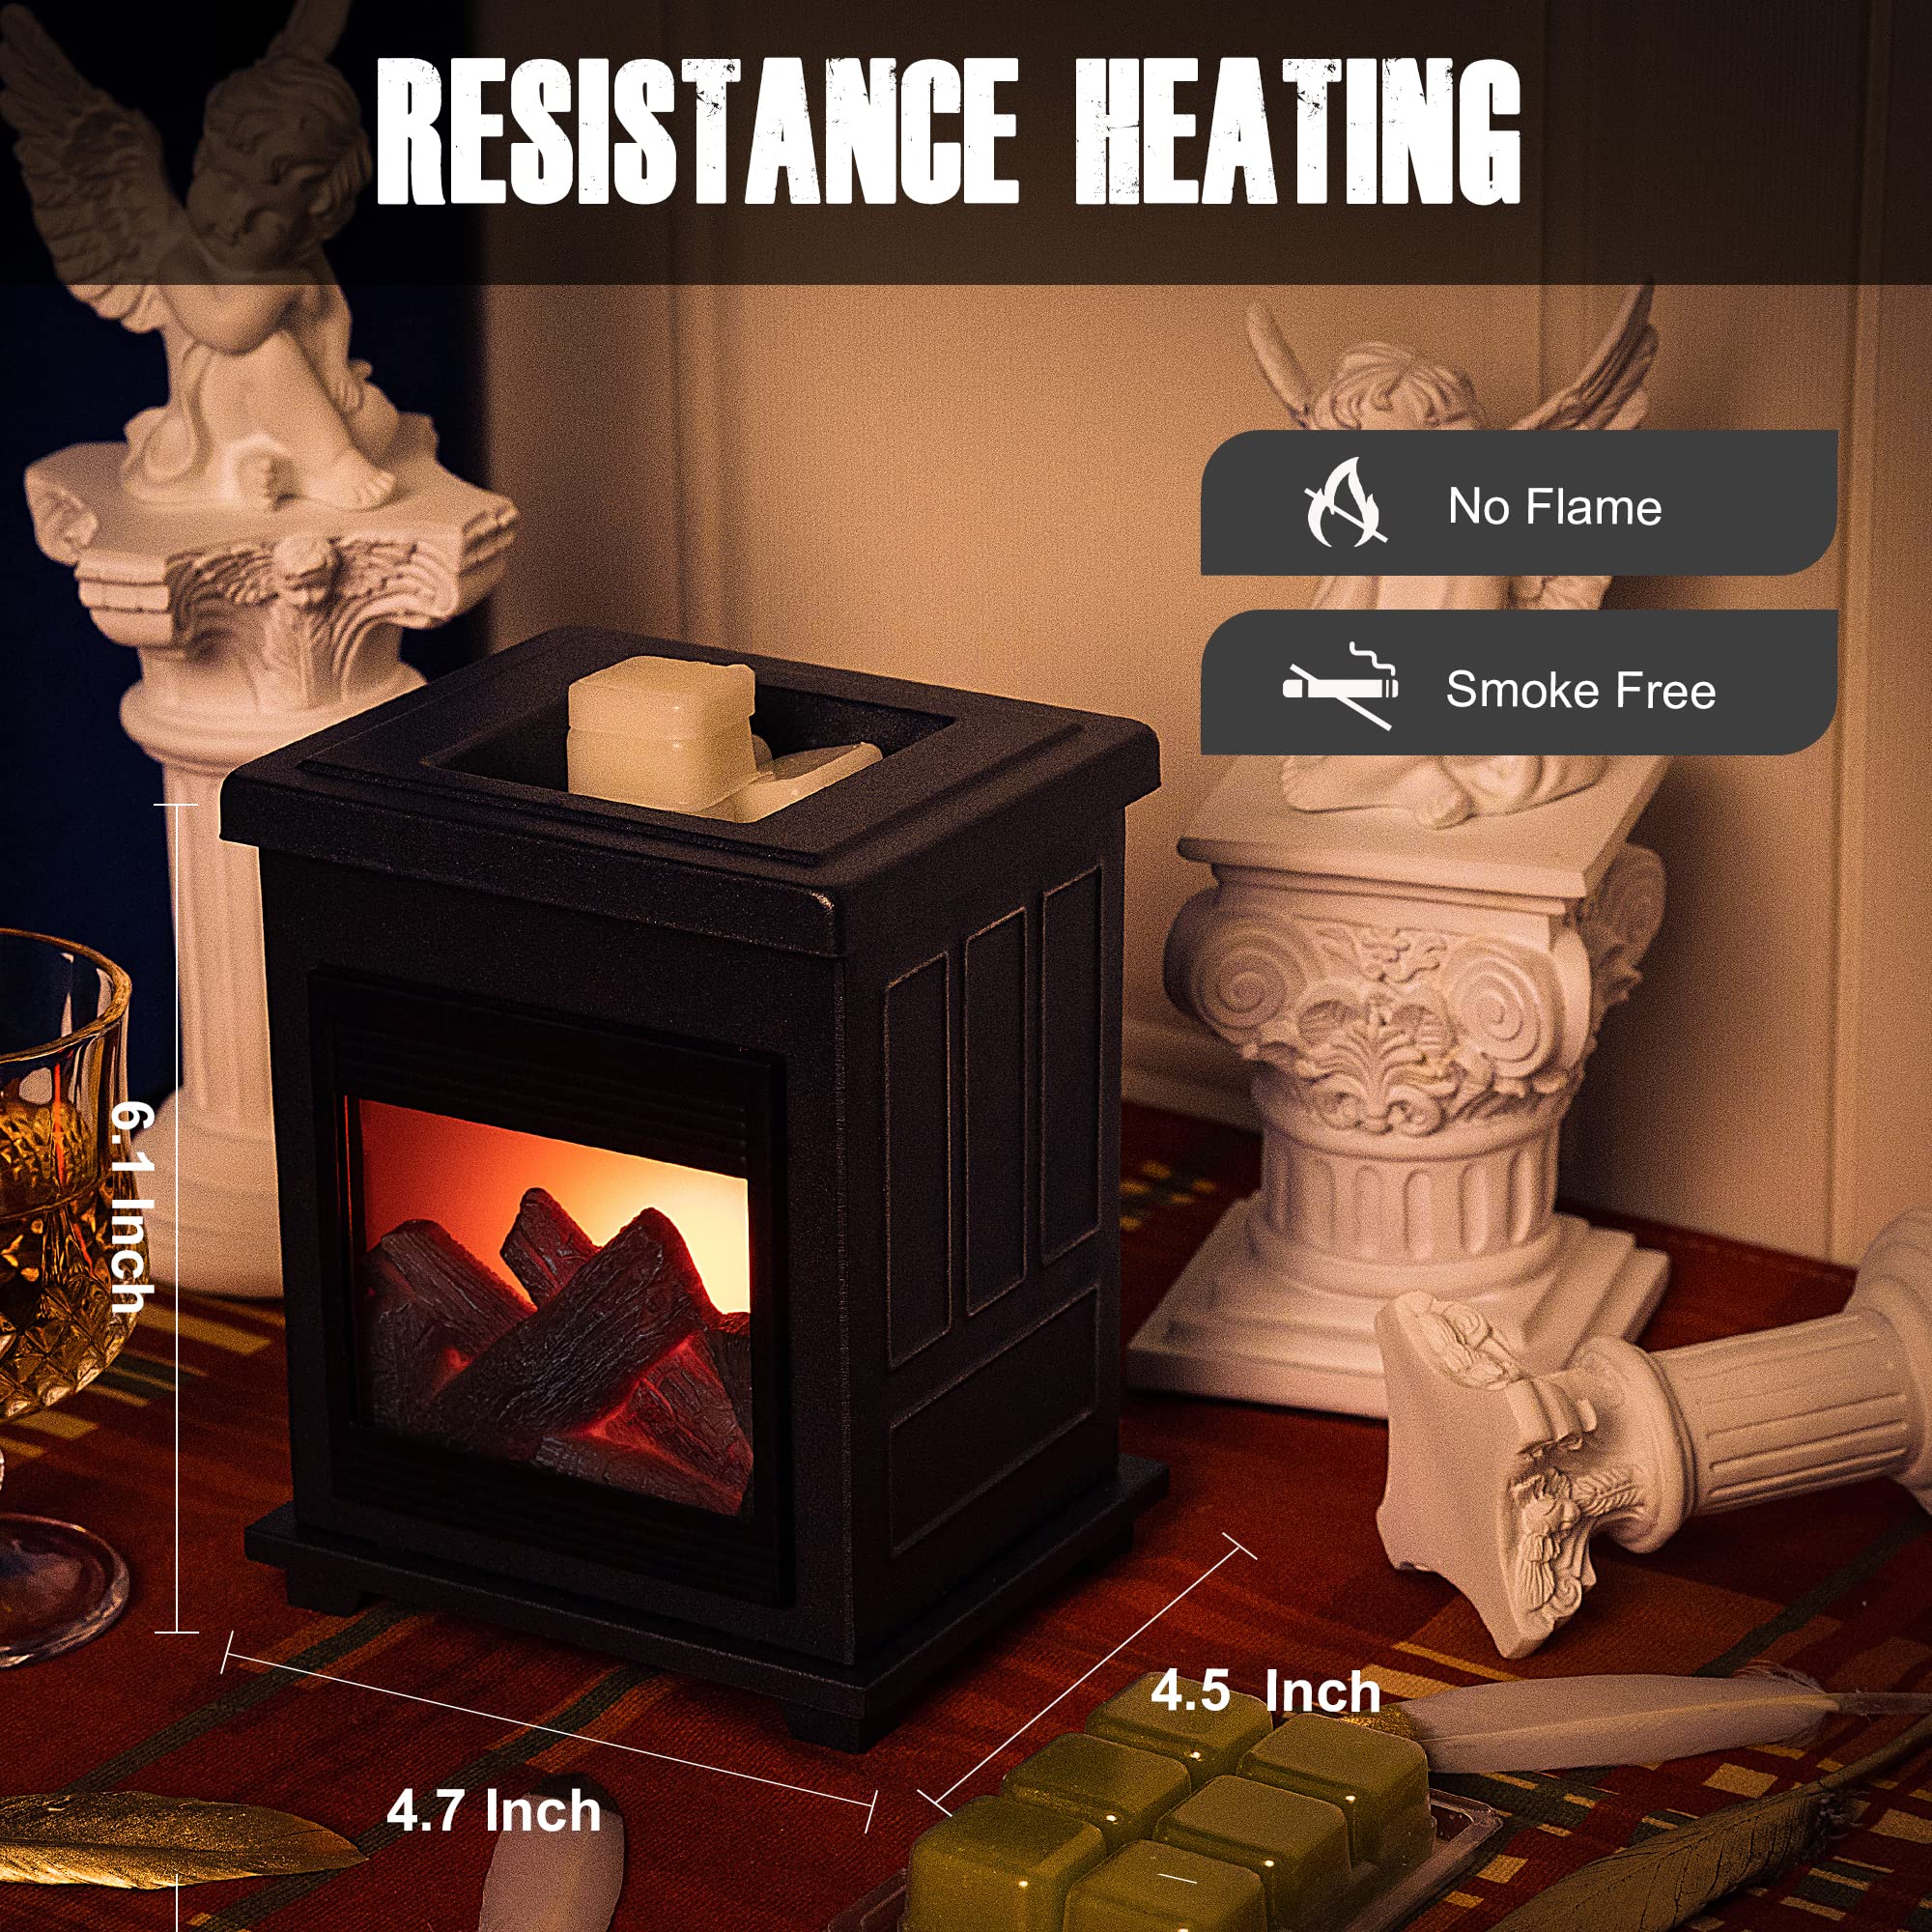 RESISTANCE HEATING
No Flame
Smoke Free
6.1 Inch
4.5 Inch
4.7 Inch